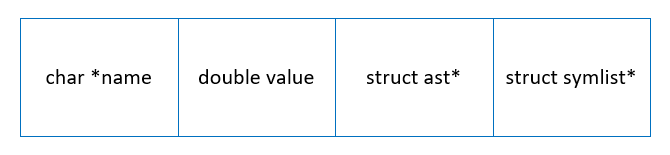 char *name
double value
struct ast*
struct symlist*